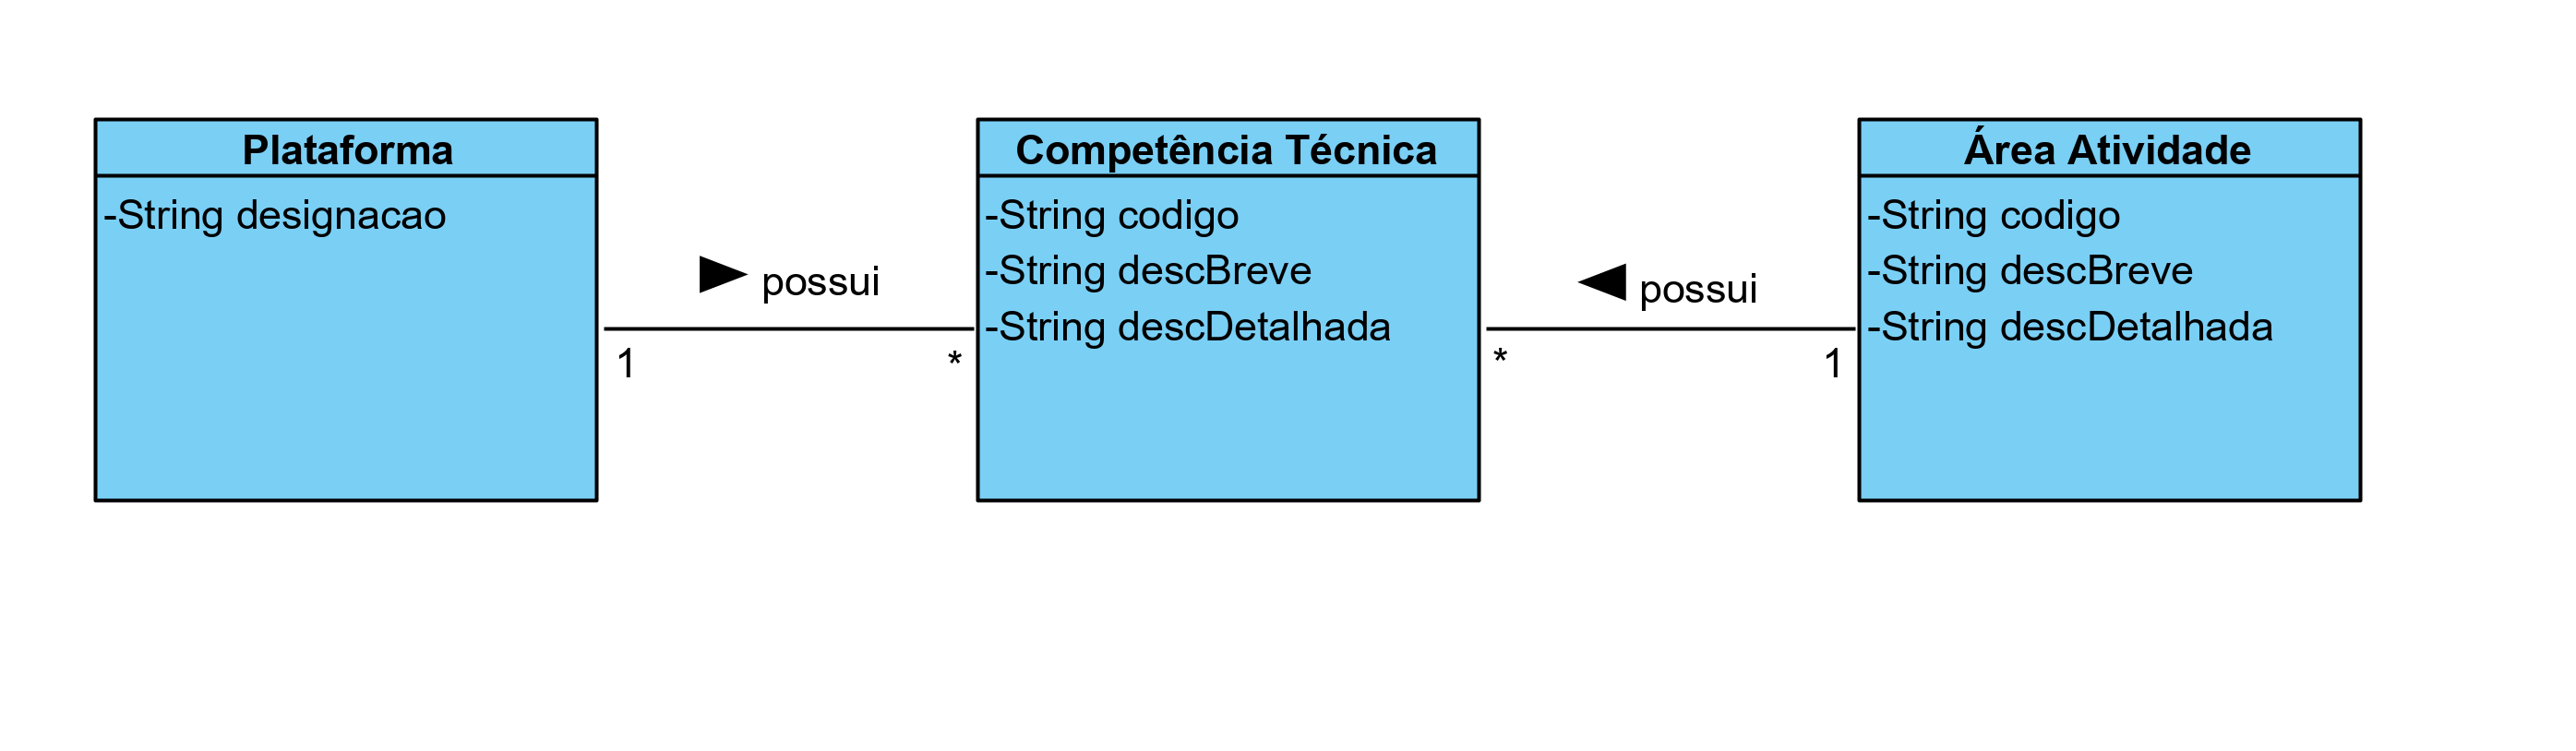 Plataforma
-String designacao
possui
1
*
Competência Técnica
-String codigo
-String descBreve
-String descDetalhada
possui
*
1
Área Atividade
-String codigo
-String descBreve
-String descDetalhada